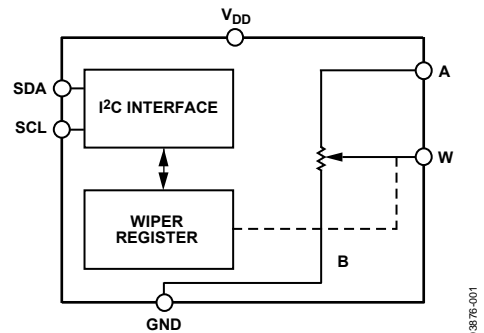 VDD
SDA
SCL
I2C INTERFACE
A
W
WIPER
REGISTER
B
GND
03876-001